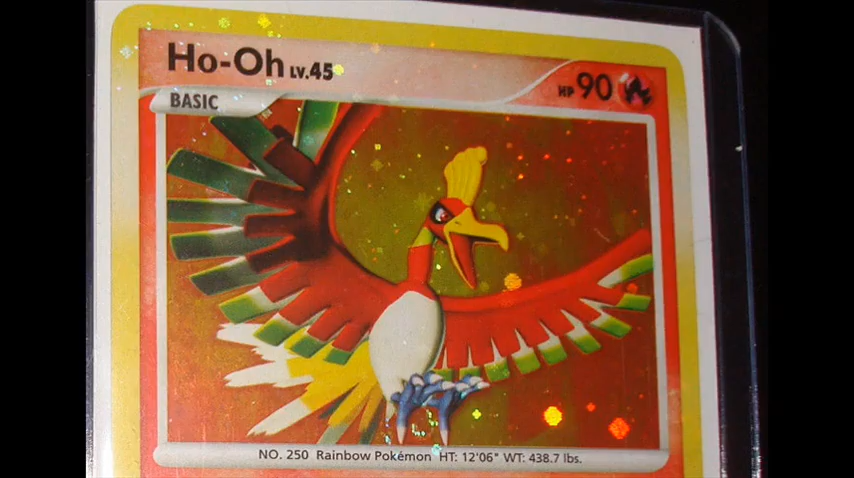 Ho-Oh LV.45
HP 90
BASIC
NO. 250 Rainbow Pokémon HT: 12'06" WT: 438.7 lbs.